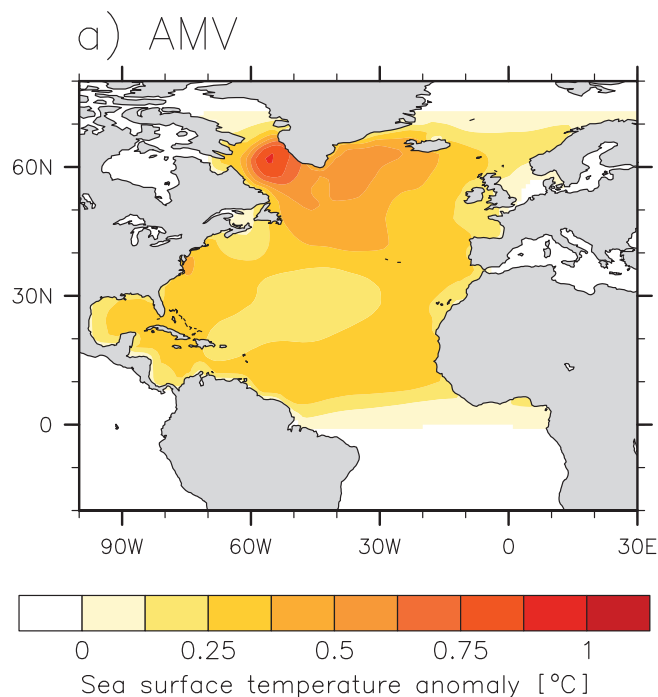 a) AMV
60N
30N
0
90W 60W 30W 0 30E
0 0.25 0.5 0.75 1
Sea surface temperature anomaly [°C]